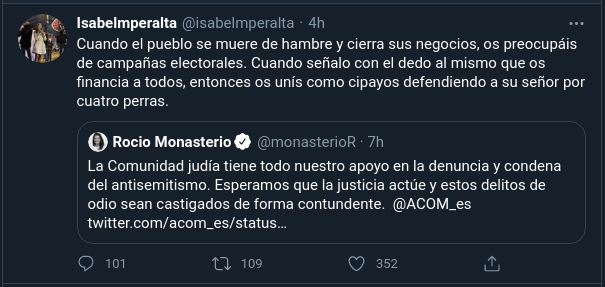 Isabelmperalta @isabelmperalta · 4h
Cuando el pueblo se muere de hambre y cierra sus negocios, os preocupáis
de campañas electorales. Cuando señalo con el dedo al mismo que os
financia a todos, entonces os unís como cipayos defendiendo a su señor por
cuatro perras.
Rocio Monasterio @monasterioR · 7h
La Comunidad judía tiene todo nuestro apoyo en la denuncia y condena
del antisemitismo. Esperamos que la justicia actúe y estos delitos de
odio sean castigados de forma contundente. @ACOM_es
twitter.com/acom_es/status…
101 109 352